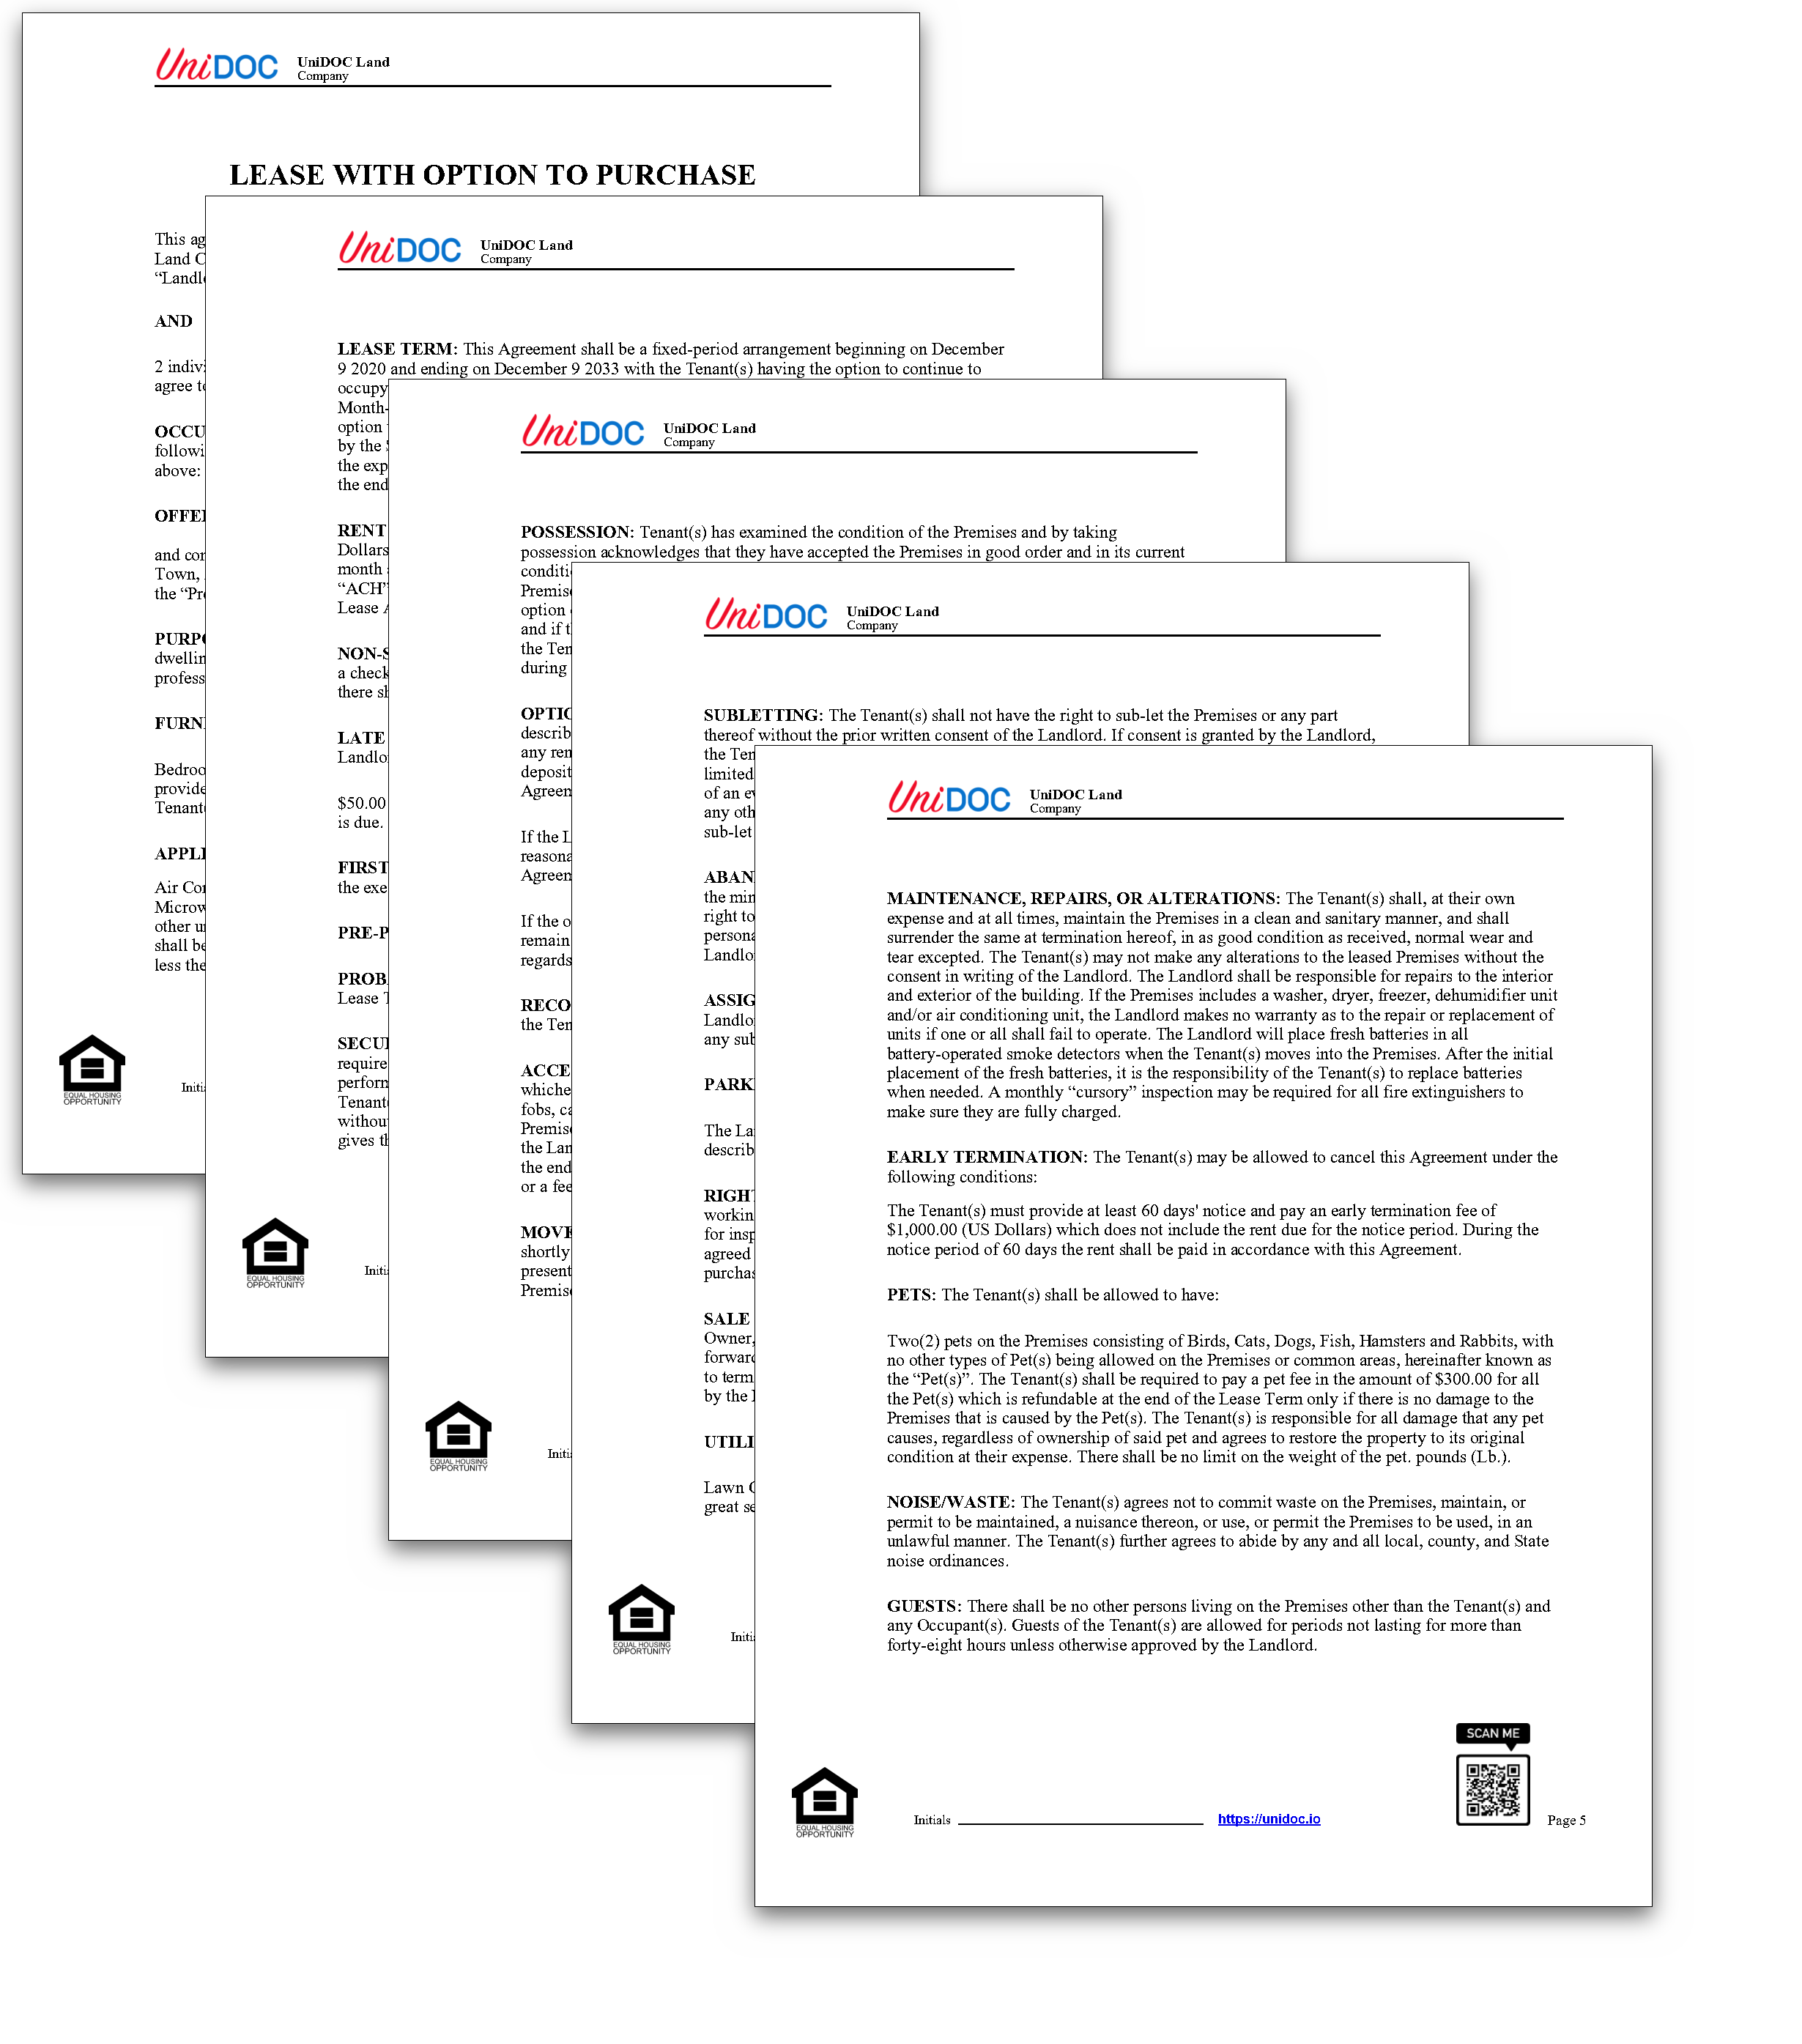 UniDOC UniDOC Land
Company
LEASE WITH OPTION TO PURCHASE
This ag
Land C
“Landl
AND
2 indiv
agree t
OCCU
followi
above:
OFFE
and co
Town,
the “Pr
PURP
dwellin
profess
FURN
Bedroo
provide
Tenant
APPL
Air Co
Microw
other u
shall be
less the
EQUAL HOUSING
OPPORTUNITY
Initi
UniDOC UniDOC Land
Company
LEASE TERM: This Agreement shall be a fixed-period arrangement beginning on December
9 2020 and ending on December 9 2033 with the Tenant(s) having the option to continue to
occupy
Month-
option
by the
the exp
the end
RENT
Dollars
month
“ACH”
Lease A
NON-S
a check
there sh
LATE
Landlo
$50.00
is due.
FIRST
the exe
PRE-P
PROB
Lease T
SECU
require
perform
Tenant
withou
gives th
EQUAL HOUSING
OPPORTUNITY
Initi
UniDOC UniDOC Land
Company
POSSESSION: Tenant(s) has examined the condition of the Premises and by taking
possession acknowledges that they have accepted the Premises in good order and in its current
conditi
Premis
option
and if t
the Ten
during
OPTIO
describ
any ren
deposit
Agreen
If the L
reasona
Agreen
If the o
remain
regards
RECO
the Ten
ACCE
whiche
fobs, ca
Premis
the Lan
the end
or a fee
MOVE
shortly
present
Premis
EQUAL HOUSING
OPPORTUNITY
Initi
UniDOC UniDOC Land
Company
SUBLETTING: The Tenant(s) shall not have the right to sub-let the Premises or any part
thereof without the prior written consent of the Landlord. If consent is granted by the Landlord,
the Ten
limited
of an ev
any oth
sub-let
ABAN
the min
right to
persona
Landlo
ASSIG
Landlo
any sub
PARK
The La
describ
RIGHT
workin
for insp
agreed
purchas
SALE
Owner,
forward
to term
by the
UTILI
Lawn C
great se
EQUAL HOUSING
OPPORTUNITY
Initi
UniDOC UniDOC Land
Company
MAINTENANCE, REPAIRS, OR ALTERATIONS: The Tenant(s) shall, at their own
expense and at all times, maintain the Premises in a clean and sanitary manner, and shall
surrender the same at termination hereof, in as good condition as received, normal wear and
tear excepted. The Tenant(s) may not make any alterations to the leased Premises without the
consent in writing of the Landlord. The Landlord shall be responsible for repairs to the interior
and exterior of the building. If the Premises includes a washer, dryer, freezer, dehumidifier unit
and/or air conditioning unit, the Landlord makes no warranty as to the repair or replacement of
units if one or all shall fail to operate. The Landlord will place fresh batteries in all
battery-operated smoke detectors when the Tenant(s) moves into the Premises. After the initial
placement of the fresh batteries, it is the responsibility of the Tenant(s) to replace batteries
when needed. A monthly “cursory” inspection may be required for all fire extinguishers to
make sure they are fully charged.
EARLY TERMINATION: The Tenant(s) may be allowed to cancel this Agreement under the
following conditions:
The Tenant(s) must provide at least 60 days' notice and pay an early termination fee of
$1,000.00 (US Dollars) which does not include the rent due for the notice period. During the
notice period of 60 days the rent shall be paid in accordance with this Agreement.
PETS: The Tenant(s) shall be allowed to have:
Two(2) pets on the Premises consisting of Birds, Cats, Dogs, Fish, Hamsters and Rabbits, with
no other types of Pet(s) being allowed on the Premises or common areas, hereinafter known as
the “Pet(s)”. The Tenant(s) shall be required to pay a pet fee in the amount of $300.00 for all
the Pet(s) which is refundable at the end of the Lease Term only if there is no damage to the
Premises that is caused by the Pet(s). The Tenant(s) is responsible for all damage that any pet
causes, regardless of ownership of said pet and agrees to restore the property to its original
condition at their expense. There shall be no limit on the weight of the pet. pounds (Lb.).
NOISE/WASTE: The Tenant(s) agrees not to commit waste on the Premises, maintain, or
permit to be maintained, a nuisance thereon, or use, or permit the Premises to be used, in an
unlawful manner. The Tenant(s) further agrees to abide by any and all local, county, and State
noise ordinances.
GUESTS: There shall be no other persons living on the Premises other than the Tenant(s) and
any Occupant(s). Guests of the Tenant(s) are allowed for periods not lasting for more than
forty-eight hours unless otherwise approved by the Landlord.
SCAN ME
EQUAL HOUSING
OPPORTUNITY
Initials https://unidoc.io Page 5